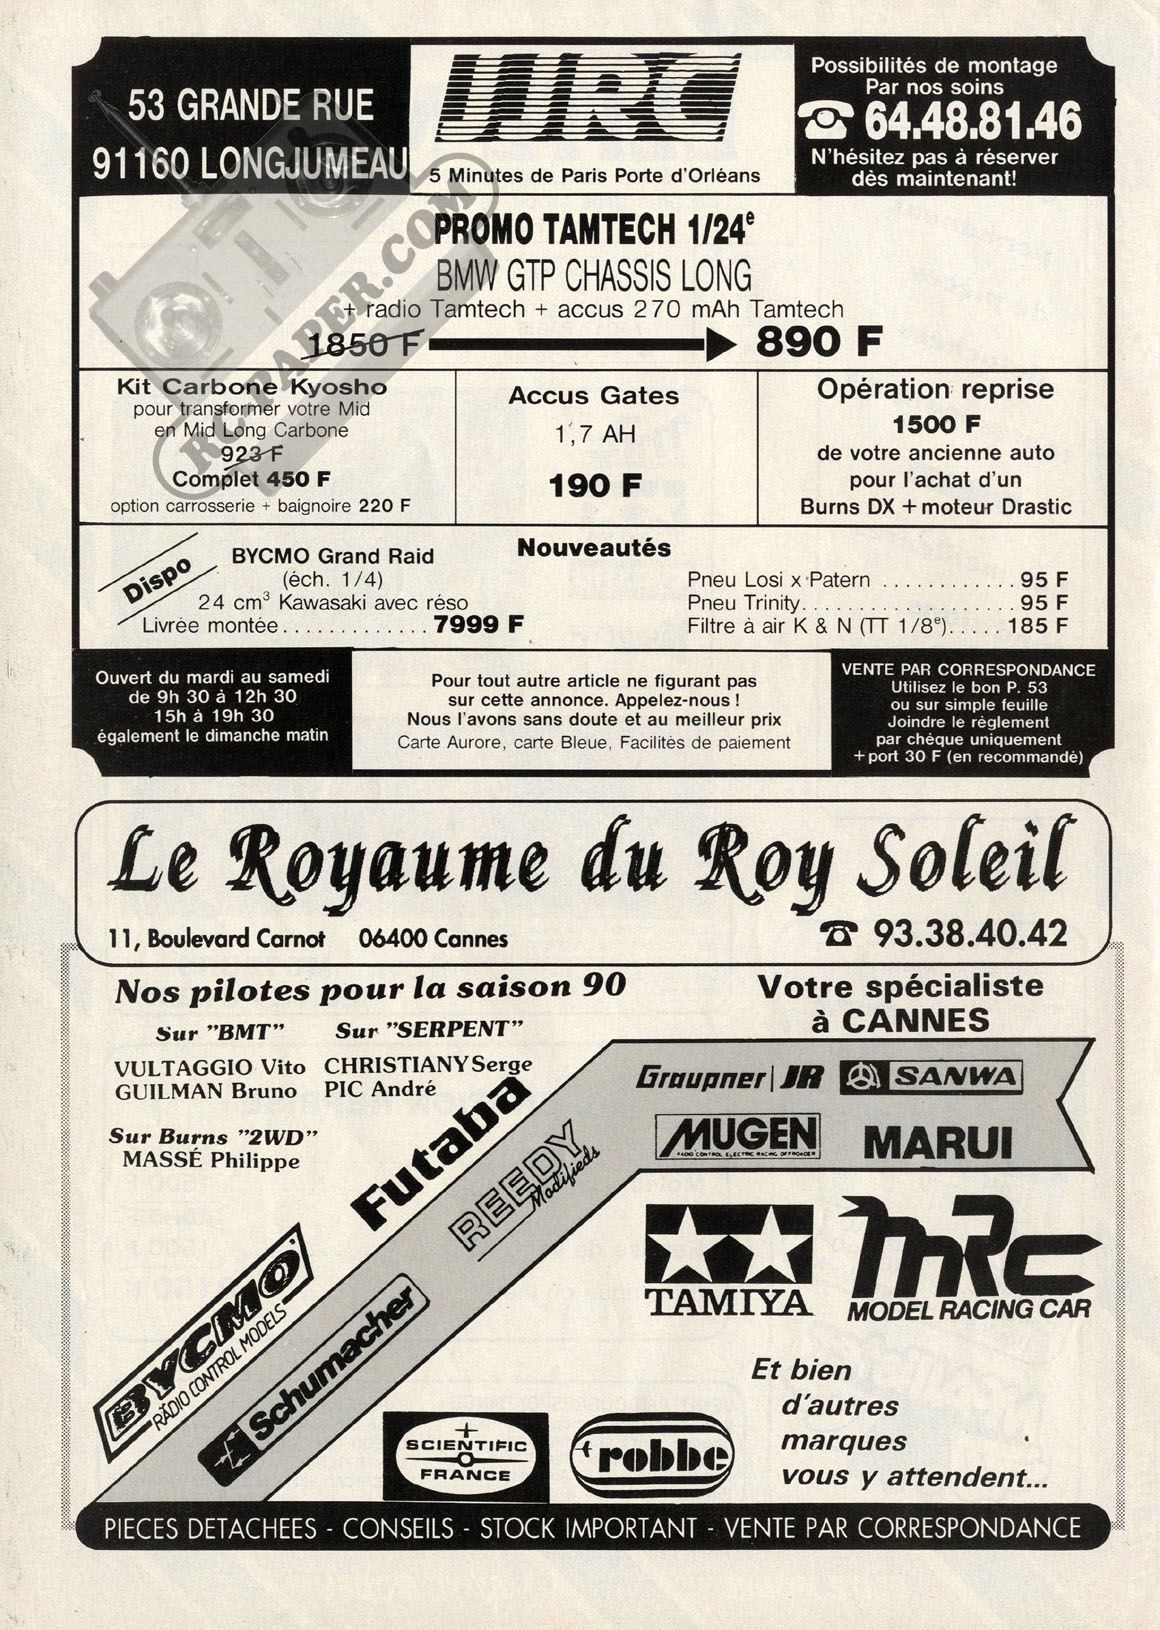 53 GRANDE RUE
91160 LONGJUMEAU
JJRC
5 Minutes de Paris Porte d'Orléans
Possibilités de montage
Par nos soins
☎ 64.48.81.46
N'hésitez pas à réserver
dès maintenant!
RCPAPER.COM
PROMO TAMTECH 1/24e
BMW GTP CHASSIS LONG
+ radio Tamtech + accus 270 mAh Tamtech
1850 F 890 F
Kit Carbone Kyosho
pour transformer votre Mid
en Mid Long Carbone
923 F
Complet 450 F
option carrosserie + baignoire 220 F
Accus Gates
1,7 AH
190 F
Opération reprise
1500 F
de votre ancienne auto
pour l'achat d'un
Burns DX + moteur Drastic
Nouveautés
Dispo
BYCMO Grand Raid
(éch. 1/4)
24 cm3 Kawasaki avec réso
Livrée montée ............. 7999 F
Pneu Losi x Patern ............ 95 F
Pneu Trinity................... 95 F
Filtre à air K & N (TT 1/8e)..... 185 F
Ouvert du mardi au samedi
de 9h 30 à 12h 30
15h à 19h 30
également le dimanche matin
Pour tout autre article ne figurant pas
sur cette annonce. Appelez-nous !
Nous l'avons sans doute et au meilleur prix
Carte Aurore, carte Bleue, Facilités de paiement
VENTE PAR CORRESPONDANCE
Utilisez le bon P. 53
ou sur simple feuille
Joindre le règlement
par chèque uniquement
+ port 30 F (en recommandé)
Le Royaume du Roy Soleil
11, Boulevard Carnot 06400 Cannes
☎ 93.38.40.42
Nos pilotes pour la saison 90
Sur "BMT" Sur "SERPENT"
VULTAGGIO Vito CHRISTIANY Serge
GUILMAN Bruno PIC André
Sur Burns "2WD"
MASSÉ Philippe
Votre spécialiste
à CANNES
Graupner | JR SANWA
MUGEN
RADIO CONTROL ELECTRIC RACING OFFROADER
MARUI
Futaba
REEDY
Modifieds
BYCMO
RADIO CONTROL MODELS
Schumacher
TAMIYA
MRC
MODEL RACING CAR
SCIENTIFIC
FRANCE
robbe
Et bien
d'autres
marques
vous y attendent...
PIECES DETACHEES - CONSEILS - STOCK IMPORTANT - VENTE PAR CORRESPONDANCE